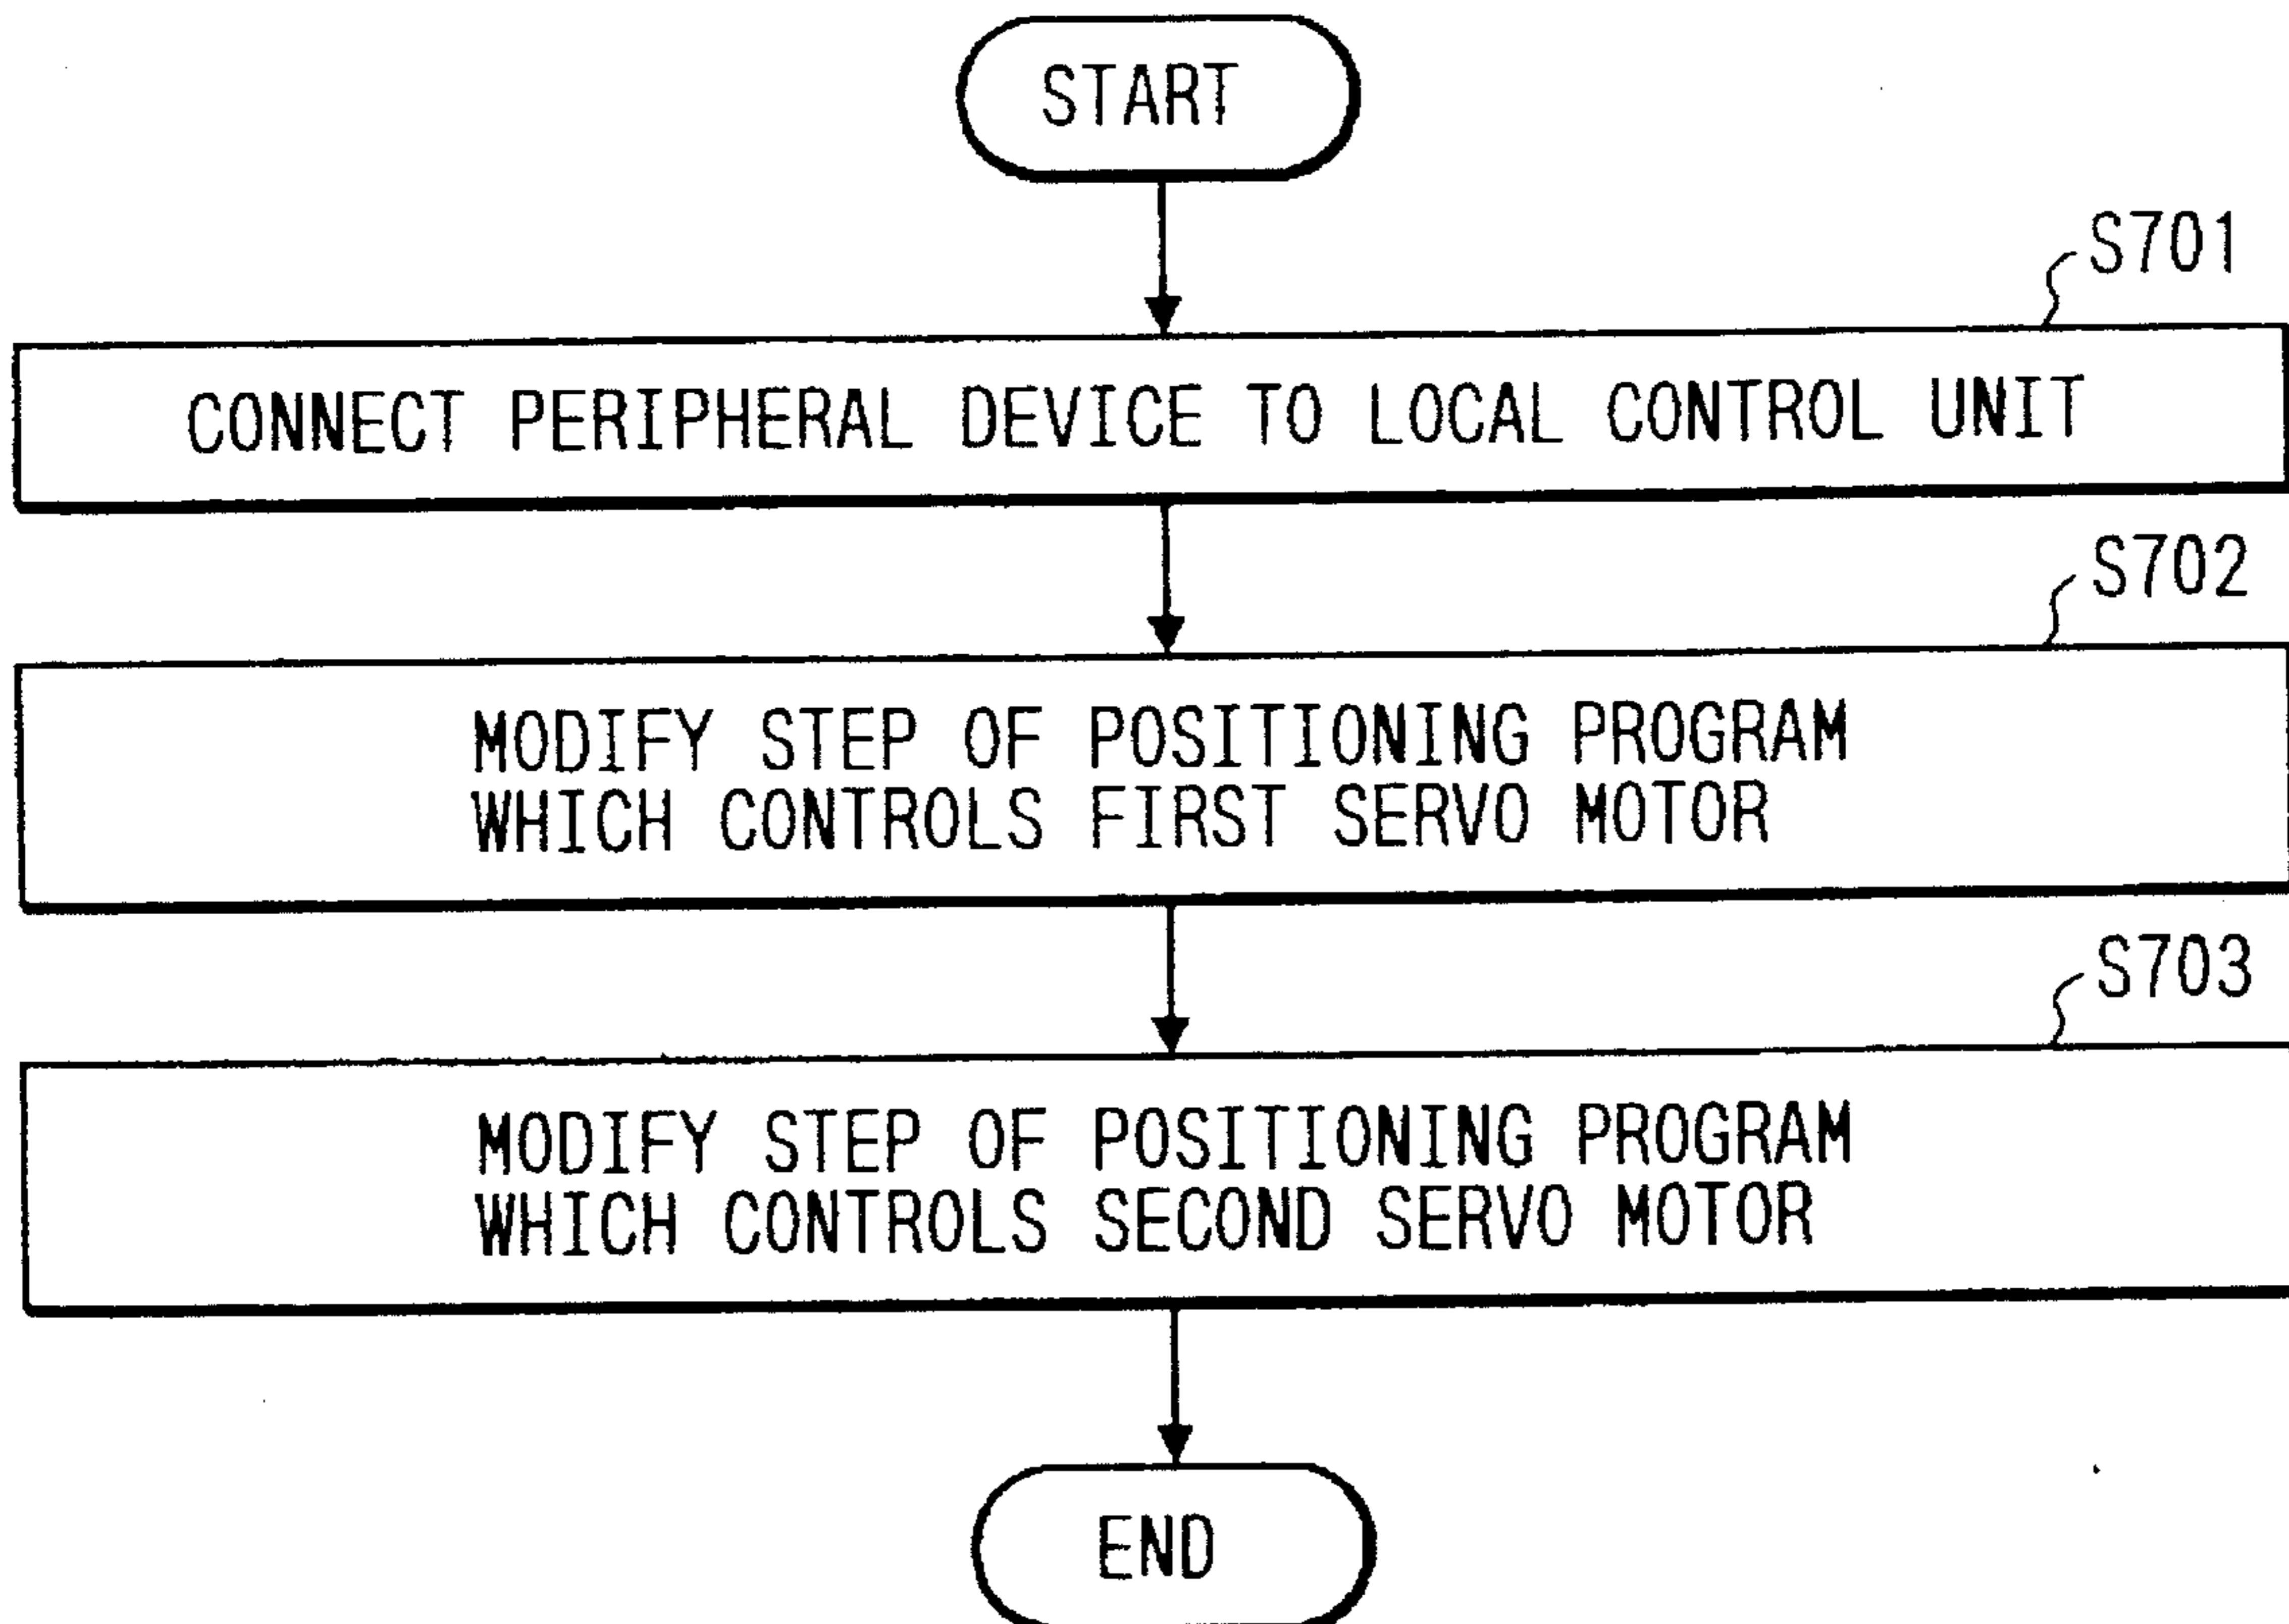 START
S701
CONNECT PERIPHERAL DEVICE TO LOCAL CONTROL UNIT
S702
MODIFY STEP OF POSITIONING PROGRAM
WHICH CONTROLS FIRST SERVO MOTOR
S703
MODIFY STEP OF POSITIONING PROGRAM
WHICH CONTROLS SECOND SERVO MOTOR
END